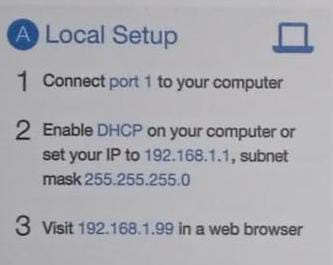 A Local Setup
1 Connect port 1 to your computer
2 Enable DHCP on your computer or
set your IP to 192.168.1.1, subnet
mask 255.255.255.0
3 Visit 192.168.1.99 in a web browser